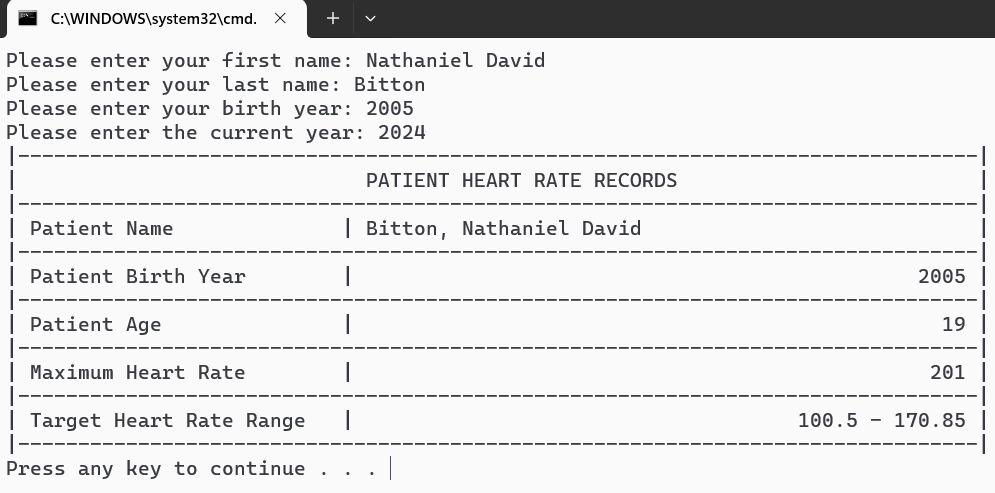 C:\WINDOWS\system32\cmd.
Please enter your first name: Nathaniel David
Please enter your last name: Bitton
Please enter your birth year: 2005
Please enter the current year: 2024
|--------------------------------------------------------------------------------|
|                             PATIENT HEART RATE RECORDS                         |
|--------------------------------------------------------------------------------|
| Patient Name              | Bitton, Nathaniel David                            |
|--------------------------------------------------------------------------------|
| Patient Birth Year        |                                               2005 |
|--------------------------------------------------------------------------------|
| Patient Age               |                                                 19 |
|--------------------------------------------------------------------------------|
| Maximum Heart Rate        |                                                201 |
|--------------------------------------------------------------------------------|
| Target Heart Rate Range   |                                     100.5 - 170.85 |
|--------------------------------------------------------------------------------|
Press any key to continue . . .